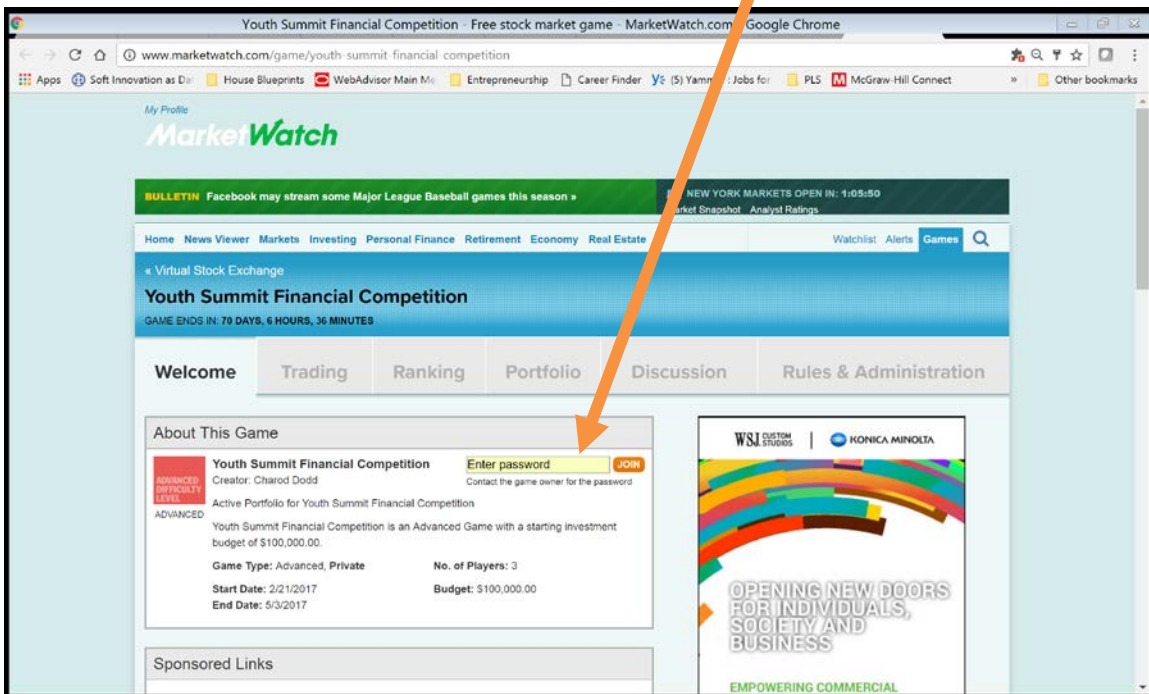 Youth Summit Financial Competition - Free stock market game - MarketWatch.com Google Chrome
www.marketwatch.com/game/youth-summit-financial-competition
Apps Soft Innovation as Da House Blueprints WebAdvisor Main Me Entrepreneurship Career Finder (5) Yamm : Jobs for PLS McGraw-Hill Connect » Other bookmarks
My Profile
MarketWatch
BULLETIN Facebook may stream some Major League Baseball games this season »
NEW YORK MARKETS OPEN IN: 1:05:50
Market Snapshot Analyst Ratings
Home News Viewer Markets Investing Personal Finance Retirement Economy Real Estate Watchlist Alerts Games
« Virtual Stock Exchange
Youth Summit Financial Competition
GAME ENDS IN: 70 DAYS, 6 HOURS, 36 MINUTES
Welcome Trading Ranking Portfolio Discussion Rules & Administration
About This Game
ADVANCED DIFFICULTY LEVEL
ADVANCED
Youth Summit Financial Competition
Creator: Charod Dodd
Enter password JOIN
Contact the game owner for the password
Active Portfolio for Youth Summit Financial Competition
Youth Summit Financial Competition is an Advanced Game with a starting investment
budget of $100,000.00.
Game Type: Advanced, Private No. of Players: 3
Start Date: 2/21/2017 Budget: $100,000.00
End Date: 5/3/2017
Sponsored Links
WSJ CUSTOM STUDIOS KONICA MINOLTA
OPENING NEW DOORS
FOR INDIVIDUALS,
SOCIETY AND
BUSINESS
EMPOWERING COMMERCIAL